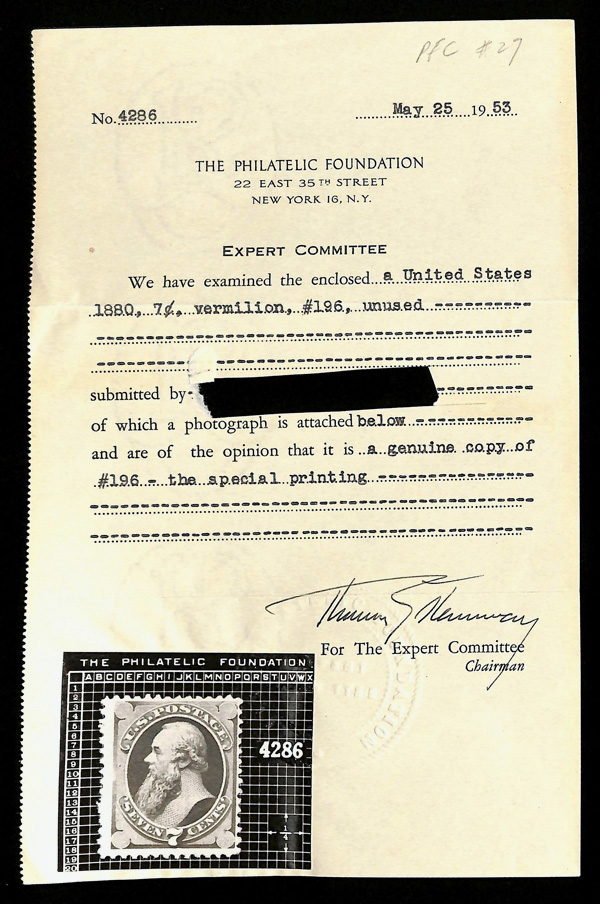 PFC #27
No. 4286 May 25 1953
THE PHILATELIC FOUNDATION
22 EAST 35TH STREET
NEW YORK 16, N.Y.
EXPERT COMMITTEE
We have examined the enclosed a United States
1880, 7¢, vermilion, #196, unused
submitted by
of which a photograph is attached below
and are of the opinion that it is a genuine copy of
#196 - the special printing
For The Expert Committee
Chairman
THE PHILATELIC FOUNDATION
ABCDEFGHIJKLMNOPQRSTUVWX
1
2
3
4
5
6
7
8
9
10
11
12
13
14
15
16
17
18
19
20
U.S. POSTAGE
4286
SEVEN 7 CENTS
1
4